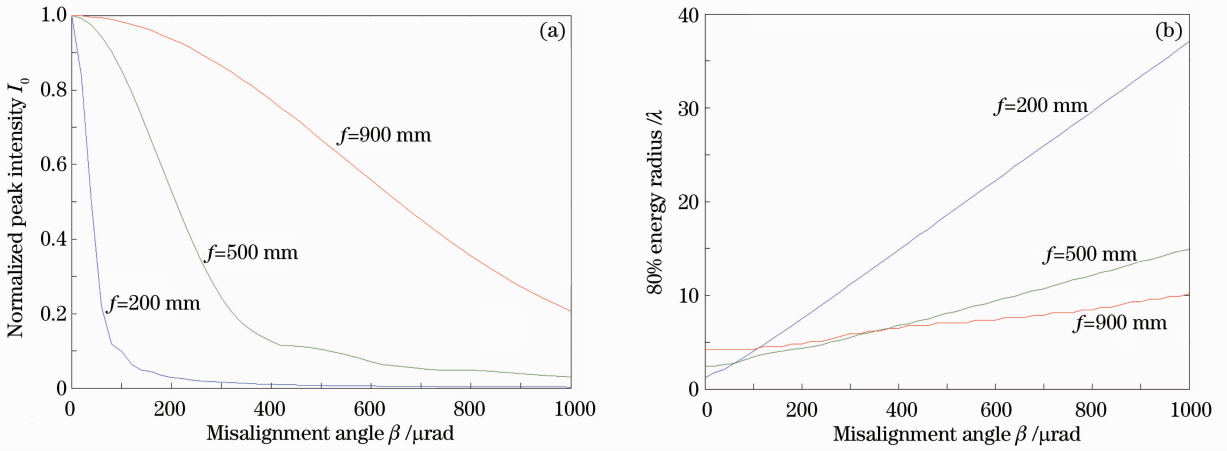 (a)
Normalized peak intensity I₀
1.0
0.8
0.6
0.4
0.2
0
f=900 mm
f=500 mm
f=200 mm
0 200 400 600 800 1000
Misalignment angle β /μrad
(b)
80% energy radius /λ
40
30
20
10
0
f=200 mm
f=500 mm
f=900 mm
0 200 400 600 800 1000
Misalignment angle β /μrad